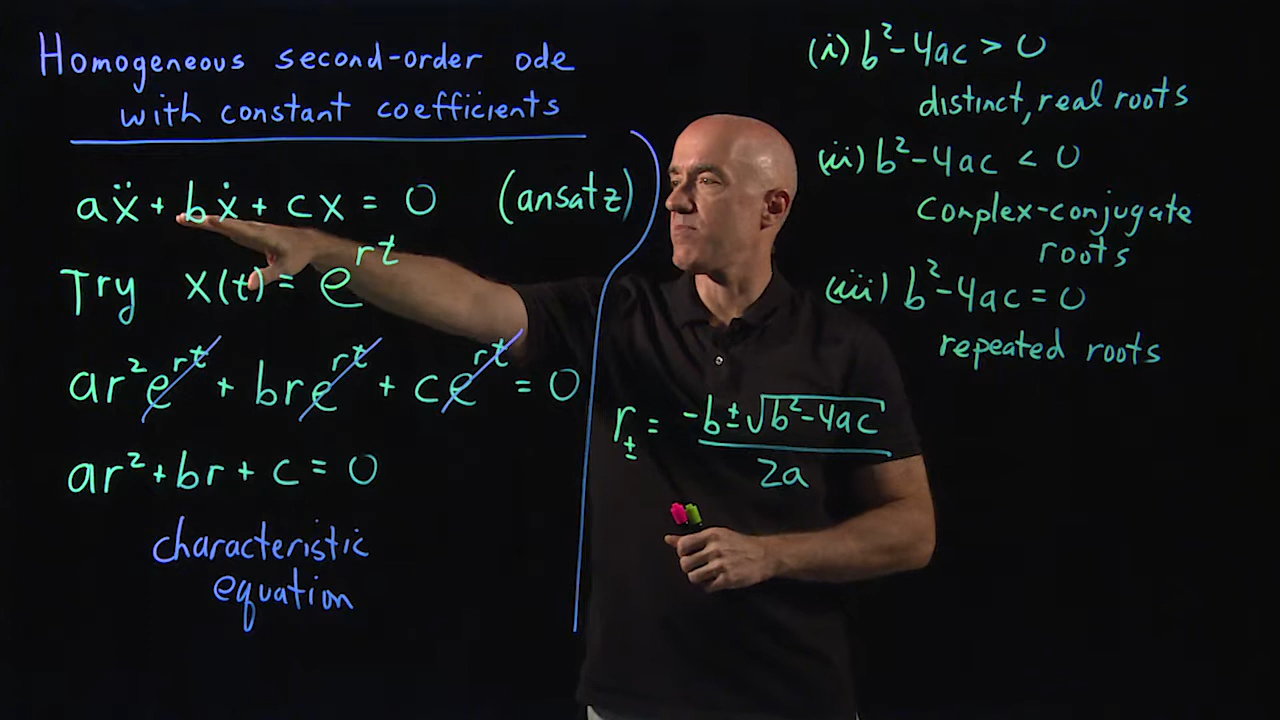 Homogeneous second-order ode
with constant coefficients
aẍ + bẋ + cx = 0 (ansatz)
Try x(t) = e^{rt}
ar²e^{rt} + bre^{rt} + ce^{rt} = 0
ar² + br + c = 0
characteristic
equation
r± = (-b ± √(b²-4ac)) / 2a
(i) b²-4ac > 0
distinct, real roots
(ii) b²-4ac < 0
complex-conjugate
roots
(iii) b²-4ac = 0
repeated roots